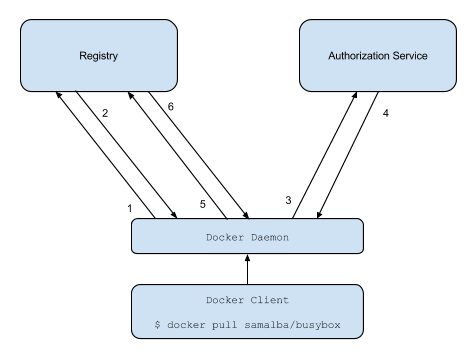 Registry
Authorization Service
2
6
4
1
5
3
Docker Daemon
Docker Client
$ docker pull samalba/busybox